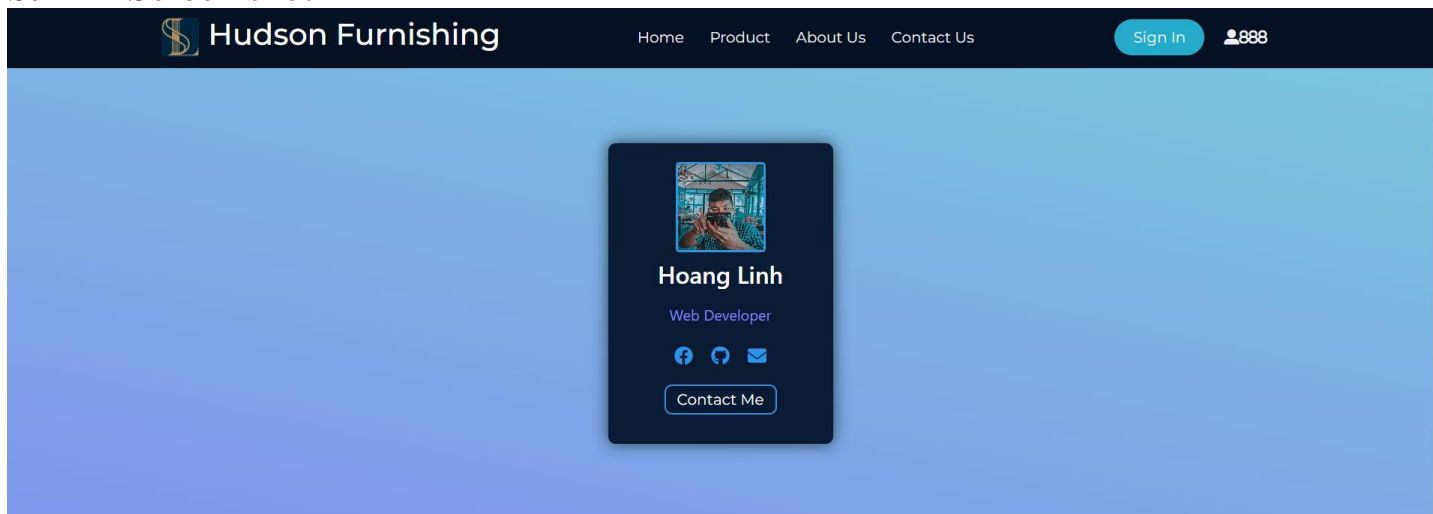 Hudson Furnishing
Home Product About Us Contact Us
Sign In
888
Hoang Linh
Web Developer
Contact Me